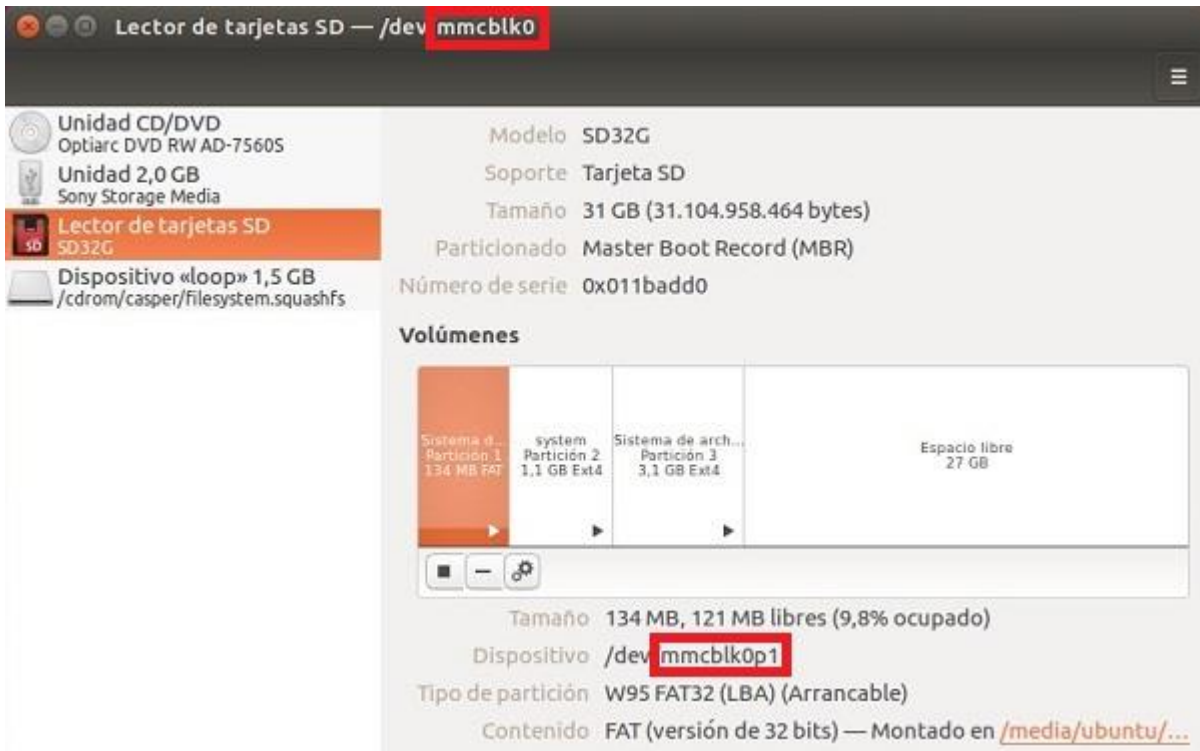 Lector de tarjetas SD — /dev/mmcblk0
Unidad CD/DVD
Optiarc DVD RW AD-7560S
Unidad 2,0 GB
Sony Storage Media
Lector de tarjetas SD
SD32G
Dispositivo «loop» 1,5 GB
/cdrom/casper/filesystem.squashfs
Modelo SD32G
Soporte Tarjeta SD
Tamaño 31 GB (31.104.958.464 bytes)
Particionado Master Boot Record (MBR)
Número de serie 0x011badd0
Volúmenes
Sistema d...
Partición 1
134 MB FAT
system
Partición 2
1,1 GB Ext4
Sistema de arch...
Partición 3
3,1 GB Ext4
Espacio libre
27 GB
Tamaño 134 MB, 121 MB libres (9,8% ocupado)
Dispositivo /dev/mmcblk0p1
Tipo de partición W95 FAT32 (LBA) (Arrancable)
Contenido FAT (versión de 32 bits) — Montado en /media/ubuntu/...